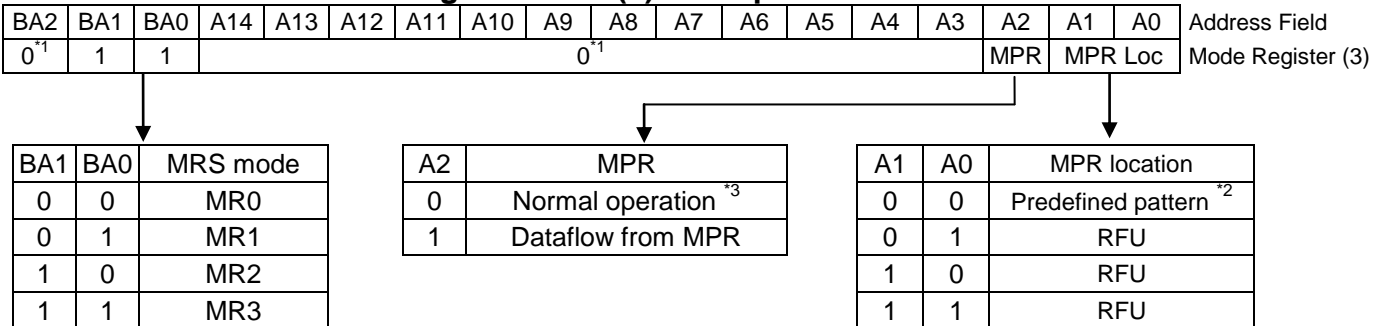 BA2 BA1 BA0 A14 A13 A12 A11 A10 A9 A8 A7 A6 A5 A4 A3 A2 A1 A0 Address Field
0*1 1 1 0*1 MPR MPR Loc Mode Register (3)
BA1 BA0 MRS mode
0 0 MR0
0 1 MR1
1 0 MR2
1 1 MR3
A2 MPR
0 Normal operation *3
1 Dataflow from MPR
A1 A0 MPR location
0 0 Predefined pattern *2
0 1 RFU
1 0 RFU
1 1 RFU